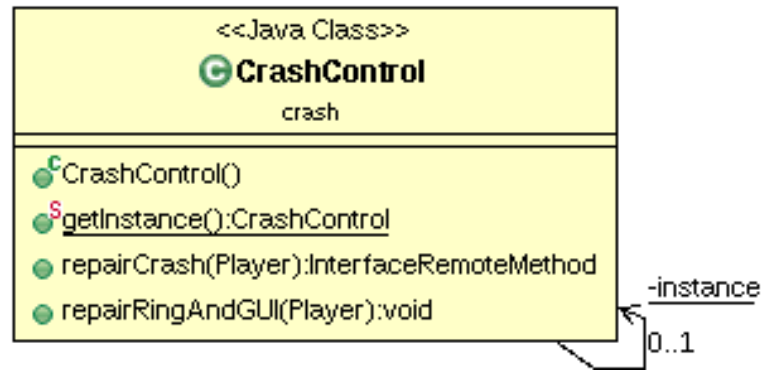 <<Java Class>>
C CrashControl
crash
C CrashControl()
S getInstance():CrashControl
repairCrash(Player):InterfaceRemoteMethod
repairRingAndGUI(Player):void
-instance
0..1